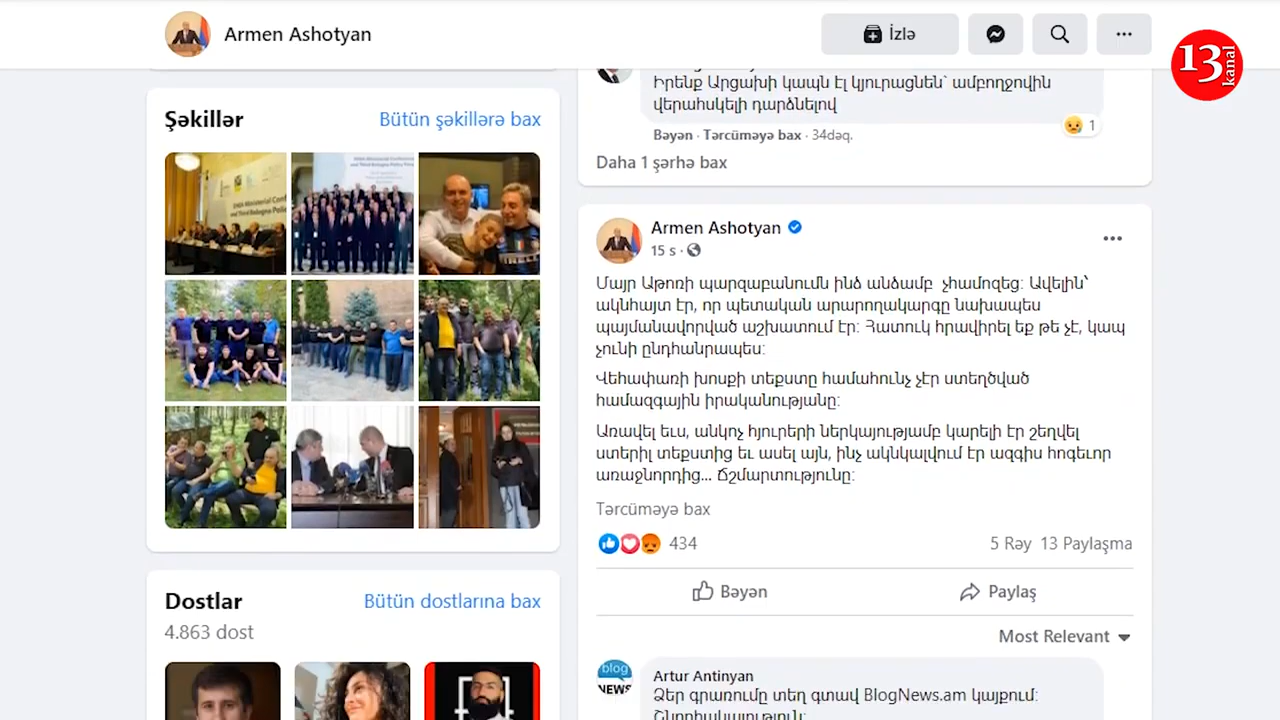 Armen Ashotyan
İzlə
13
kanal
Şəkillər
Bütün şəkillərə bax
Իրենք Արցախի կապն էլ կյուրացնեն՝ ամբողջովին
վերահսկելի դարձնելով
Bəyən · Tərcüməyə bax · 34dəq.
1
Daha 1 şərhə bax
Armen Ashotyan
15 s ·
Մայր Աթոռի պարզաբանումն ինձ անձամբ չհամոզեց։ Ավելին՝
ակնհայտ էր, որ պետական արարողակարգը նախապես
պայմանավորված աշխատում էր։ Հատուկ հրավիրել եք թե չէ, կապ
չունի ընդհանրապես։
Վեհափառի խոսքի տեքստը համահունչ չէր ստեղծված
համազգային իրականությանը։
Առավել եւս, անկոչ հյուրերի ներկայությամբ կարելի էր շեղվել
ստերիլ տեքստից եւ ասել այն, ինչ ակնկալվում էր ազգիս հոգեւոր
առաջնորդից... Ճշմարտությունը։
Tərcüməyə bax
434
5 Rəy 13 Paylaşma
Bəyən
Paylaş
Most Relevant
Dostlar
Bütün dostlarına bax
4.863 dost
blog
NEWS
Artur Antinyan
Ձեր գրառումը տեղ գտավ BlogNews.am կայքում։
Շնորհակալություն։